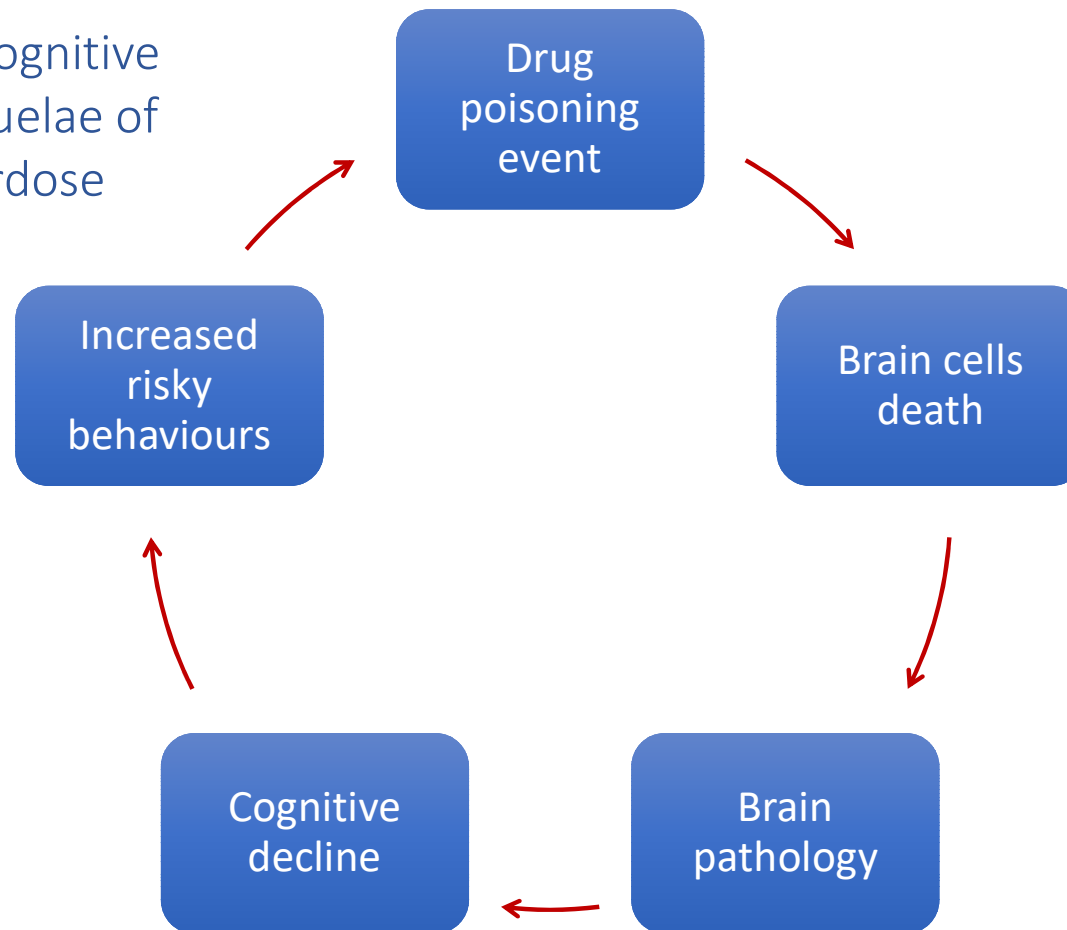 ognitive
uelae of
rdose
Drug
poisoning
event
Increased
risky
behaviours
Brain cells
death
Cognitive
decline
Brain
pathology